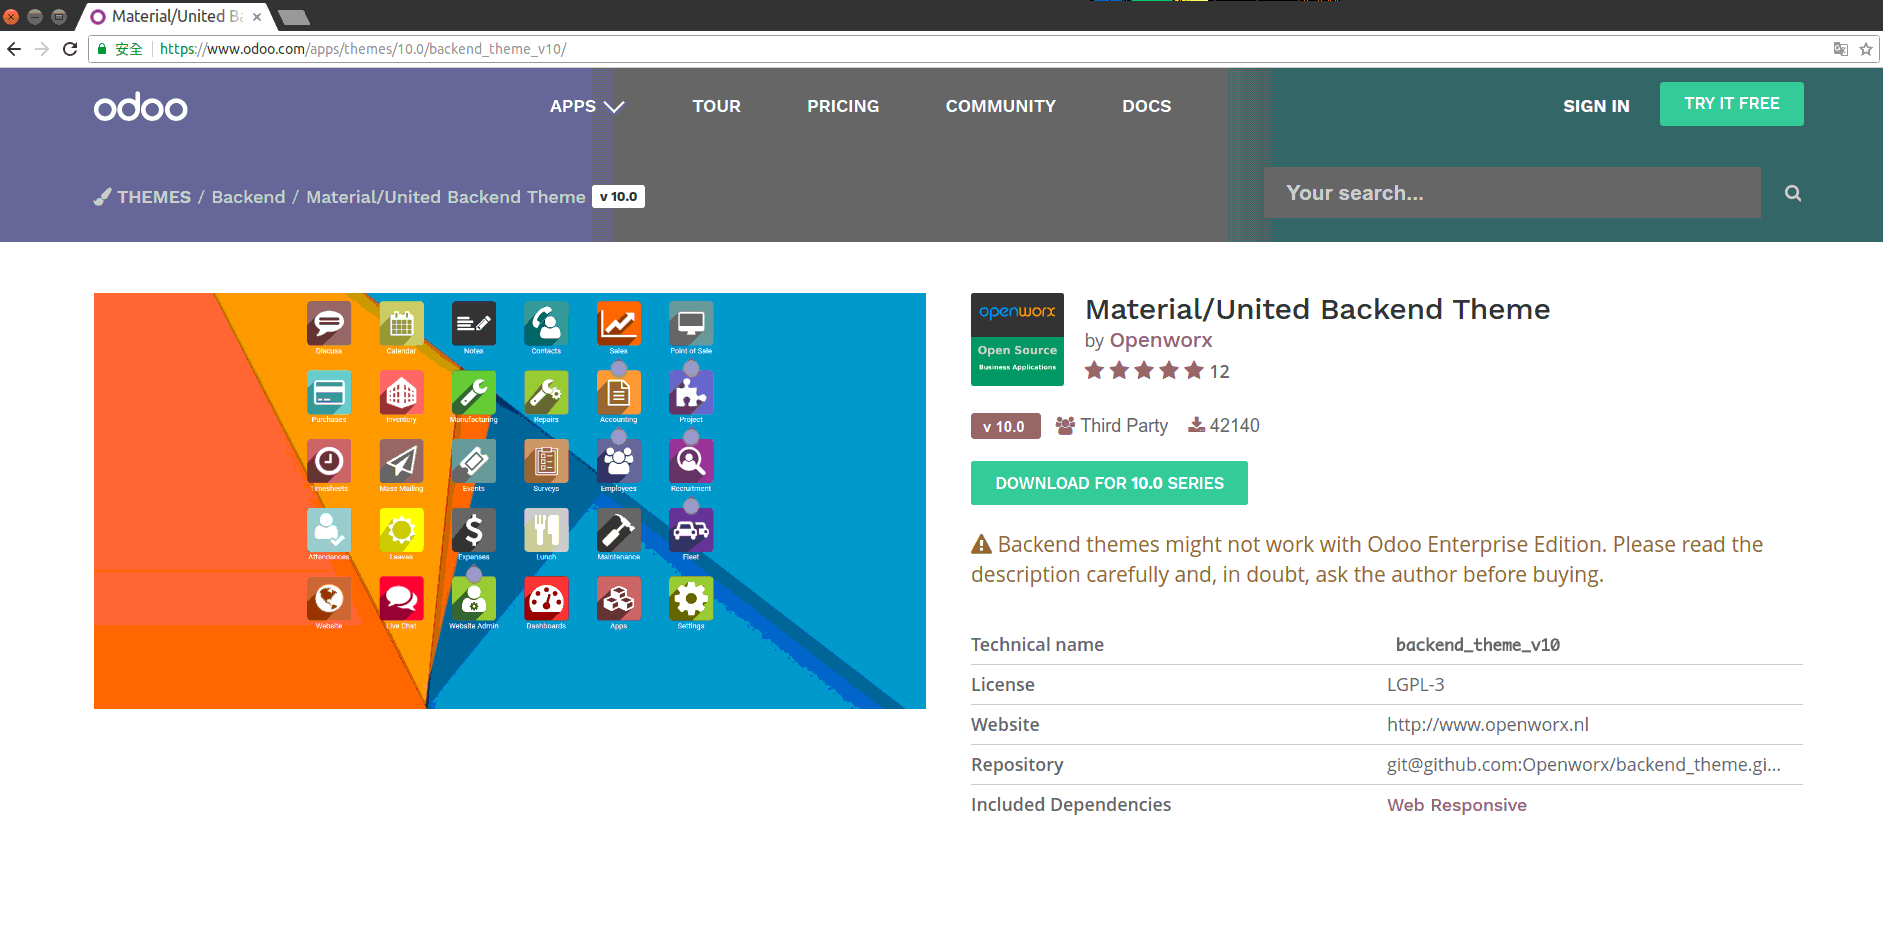 Material/United Ba
安全 https://www.odoo.com/apps/themes/10.0/backend_theme_v10/
odoo APPS TOUR PRICING COMMUNITY DOCS SIGN IN TRY IT FREE
THEMES / Backend / Material/United Backend Theme v 10.0 Your search...
Discuss Calendar Notes Contacts Sales Point of Sale
Purchases Inventory Manufacturing Repairs Accounting Project
Timesheets Mass Mailing Events Surveys Employees Recruitment
Attendances Leaves Expenses Lunch Maintenance Fleet
Website Live Chat Website Admin Dashboards Apps Settings
openworx
Open Source
Business Applications
Material/United Backend Theme
by Openworx
12
v 10.0 Third Party 42140
DOWNLOAD FOR 10.0 SERIES
Backend themes might not work with Odoo Enterprise Edition. Please read the
description carefully and, in doubt, ask the author before buying.
Technical name backend_theme_v10
License LGPL-3
Website http://www.openworx.nl
Repository git@github.com:Openworx/backend_theme.gi...
Included Dependencies Web Responsive